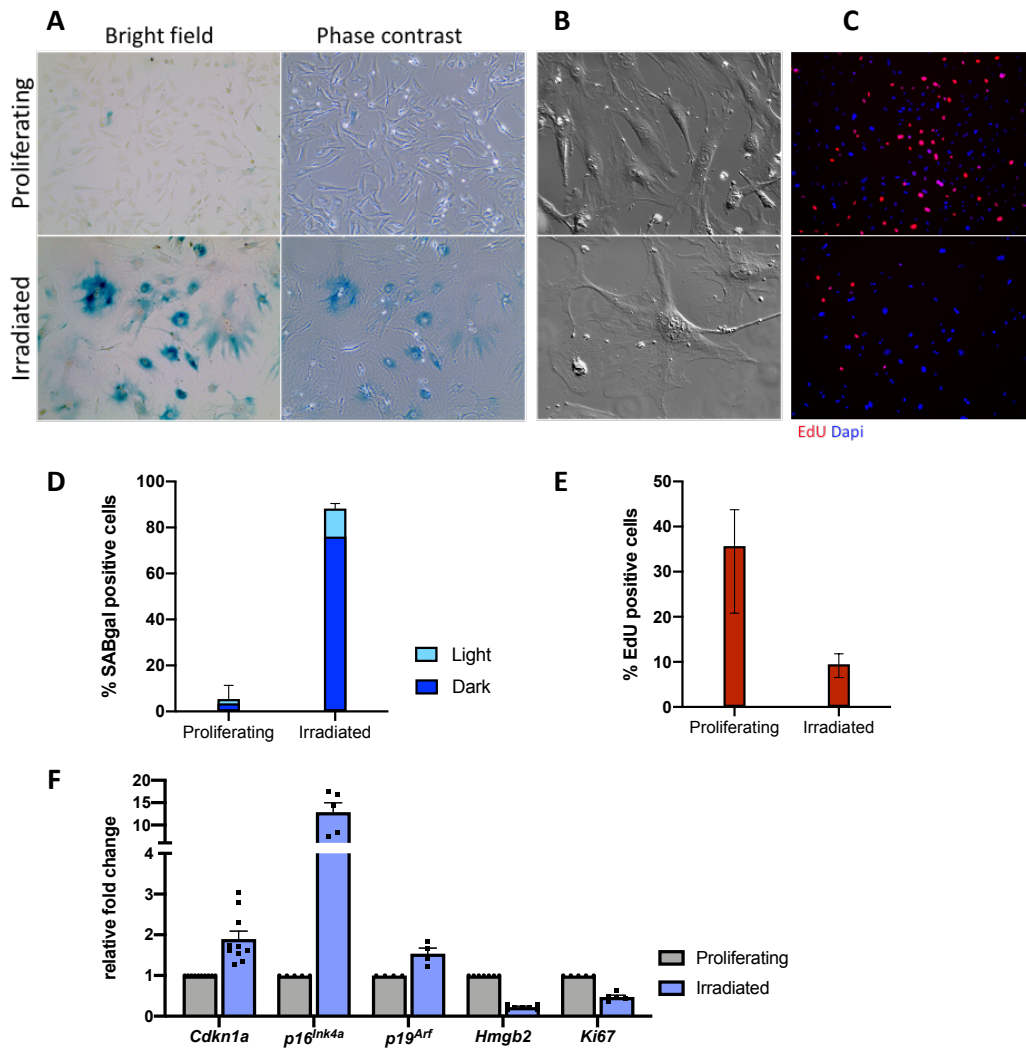 A
B
C
Bright field
Phase contrast
Proliferating
Irradiated
EdU Dapi
D
% SABgal positive cells
100
80
60
40
20
0
Proliferating
Irradiated
Light
Dark
E
% EdU positive cells
50
40
30
20
10
0
Proliferating
Irradiated
F
relative fold change
20
15
10
4
3
2
1
0
Cdkn1a
p16Ink4a
p19Arf
Hmgb2
Ki67
Proliferating
Irradiated